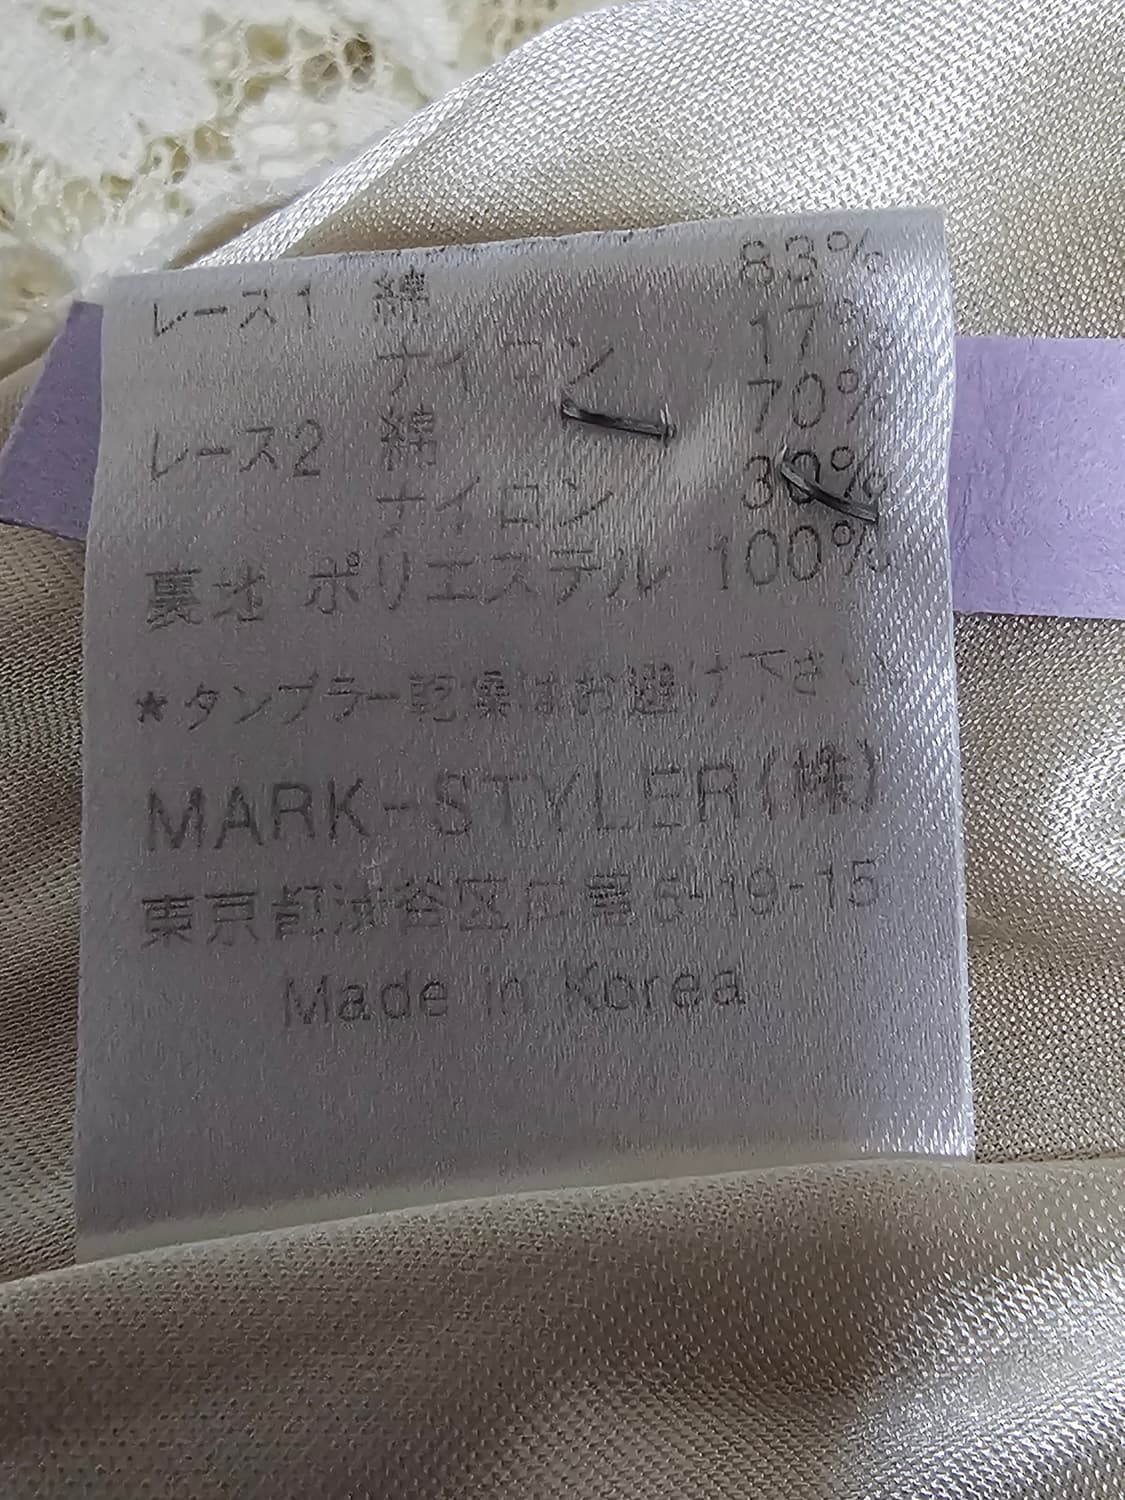 レース1 綿 83%
ナイロン 17%
レース2 綿 70%
ナイロン 30%
裏地 ポリエステル 100%
*タンブラー乾燥はお避け下さい
MARK-STYLER(株)
東京都渋谷区広尾5-19-15
Made in Korea